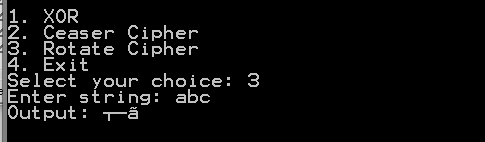 1. XOR
2. Ceaser Cipher
3. Rotate Cipher
4. Exit
Select your choice: 3
Enter string: abc
Output: ┬─ã